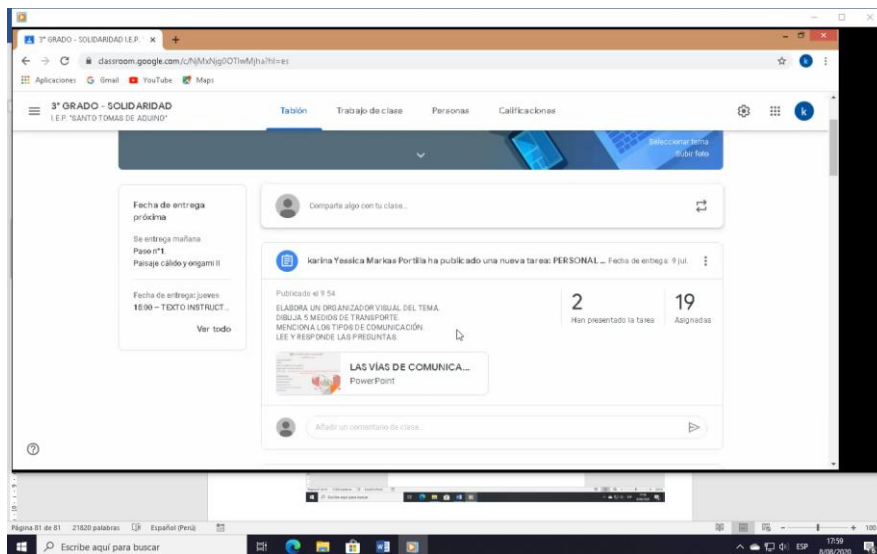 3° GRADO - SOLIDARIDAD I.E.P.
classroom.google.com/c/NjMxNjg0OTIwMjha?hl=es
Aplicaciones Gmail YouTube Maps
3° GRADO - SOLIDARIDAD
I.E.P. "SANTO TOMAS DE AQUINO"
Tablón Trabajo de clase Personas Calificaciones
k
Seleccionar tema
Subir foto
Fecha de entrega
próxima
Se entrega mañana
Paso n°1.
Paisaje cálido y origami II
Fecha de entrega: jueves
15:00 – TEXTO INSTRUCT...
Ver todo
Comparte algo con tu clase...
karina Yessica Markas Portilla ha publicado una nueva tarea: PERSONAL ... Fecha de entrega: 9 jul.
Publicado el 9:54
ELABORA UN ORGANIZADOR VISUAL DEL TEMA.
DIBUJA 5 MEDIOS DE TRANSPORTE.
MENCIONA LOS TIPOS DE COMUNICACIÓN.
LEE Y RESPONDE LAS PREGUNTAS.
2
Han presentado la tarea
19
Asignadas
LAS VÍAS DE COMUNICA...
PowerPoint
Añadir un comentario de clase...
Página 81 de 81 21820 palabras Español (Perú) 100
Escribe aquí para buscar
ESP
17:59
8/08/2020